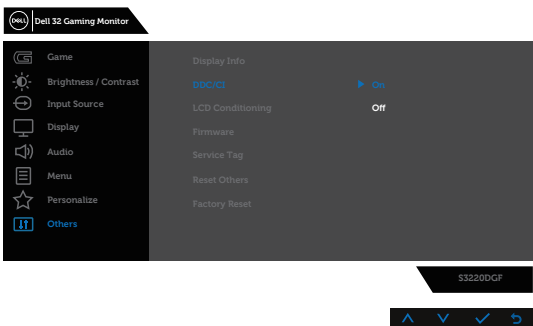 DELL
Dell 32 Gaming Monitor
Game
Display Info
Brightness / Contrast
DDC/CI On
Input Source
LCD Conditioning Off
Display
Firmware
Audio
Service Tag
Menu
Reset Others
Personalize
Factory Reset
Others
S3220DGF